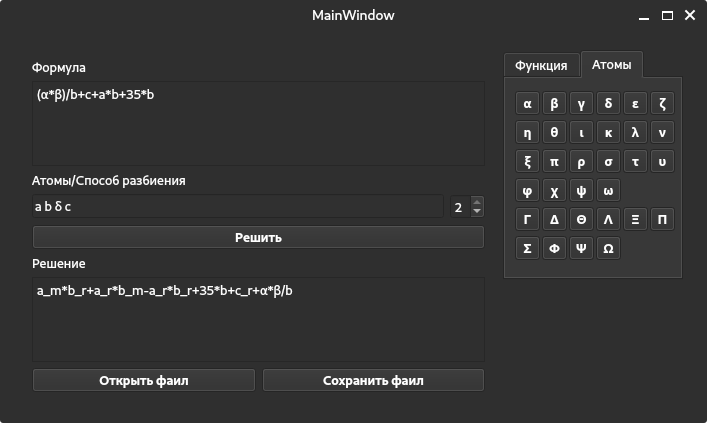 MainWindow
Формула
(α*β)/b+c+a*b+35*b
Атомы/Способ разбиения
a b δ c
2
Решить
Решение
a_m*b_r+a_r*b_m-a_r*b_r+35*b+c_r+α*β/b
Открыть фаил
Сохранить фаил
Функция
Атомы
α β γ δ ε ζ
η θ ι κ λ ν
ξ π ρ σ τ υ
φ χ ψ ω
Γ Δ Θ Λ Ξ Π
Σ Φ Ψ Ω